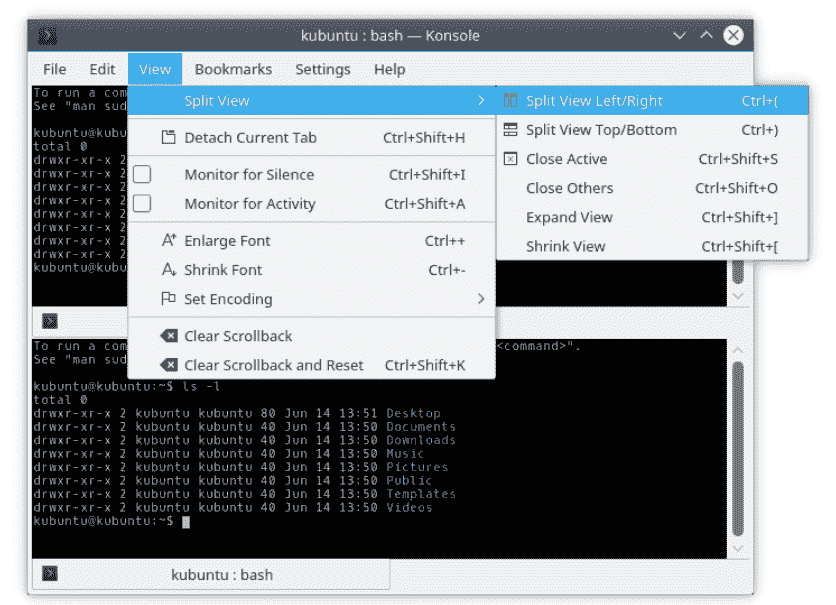 kubuntu : bash — Konsole
File Edit View Bookmarks Settings Help
To run a com
See "man sud
kubuntu@kubu
total 0
drwxr-xr-x 2
drwxr-xr-x 2
drwxr-xr-x 2
drwxr-xr-x 2
drwxr-xr-x 2
drwxr-xr-x 2
drwxr-xr-x 2
drwxr-xr-x 2
kubuntu@kubu
Split View
Detach Current Tab Ctrl+Shift+H
Monitor for Silence Ctrl+Shift+I
Monitor for Activity Ctrl+Shift+A
Enlarge Font Ctrl++
Shrink Font Ctrl+-
Set Encoding
Clear Scrollback
Clear Scrollback and Reset Ctrl+Shift+K
Split View Left/Right Ctrl+(
Split View Top/Bottom Ctrl+)
Close Active Ctrl+Shift+S
Close Others Ctrl+Shift+O
Expand View Ctrl+Shift+]
Shrink View Ctrl+Shift+[
To run a com <command>".
See "man sud
kubuntu@kubuntu:~$ ls -l
total 0
drwxr-xr-x 2 kubuntu kubuntu 80 Jun 14 13:51 Desktop
drwxr-xr-x 2 kubuntu kubuntu 40 Jun 14 13:50 Documents
drwxr-xr-x 2 kubuntu kubuntu 40 Jun 14 13:50 Downloads
drwxr-xr-x 2 kubuntu kubuntu 40 Jun 14 13:50 Music
drwxr-xr-x 2 kubuntu kubuntu 40 Jun 14 13:50 Pictures
drwxr-xr-x 2 kubuntu kubuntu 40 Jun 14 13:50 Public
drwxr-xr-x 2 kubuntu kubuntu 40 Jun 14 13:50 Templates
drwxr-xr-x 2 kubuntu kubuntu 40 Jun 14 13:50 Videos
kubuntu@kubuntu:~$
kubuntu : bash